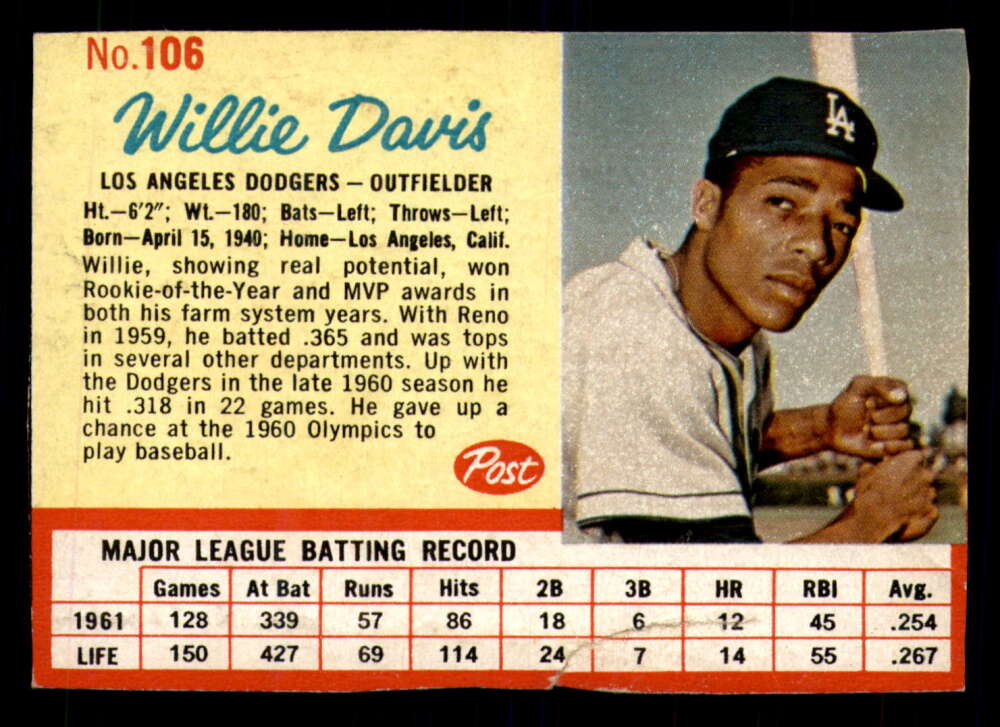 No.106
Willie Davis
LOS ANGELES DODGERS – OUTFIELDER
Ht.—6'2"; Wt.—180; Bats—Left; Throws—Left;
Born—April 15, 1940; Home—Los Angeles, Calif.
Willie, showing real potential, won
Rookie-of-the-Year and MVP awards in
both his farm system years. With Reno
in 1959, he batted .365 and was tops
in several other departments. Up with
the Dodgers in the late 1960 season he
hit .318 in 22 games. He gave up a
chance at the 1960 Olympics to
play baseball.
Post
LA
MAJOR LEAGUE BATTING RECORD
Games At Bat Runs Hits 2B 3B HR RBI Avg.
1961 128 339 57 86 18 6 12 45 .254
LIFE 150 427 69 114 24 7 14 55 .267